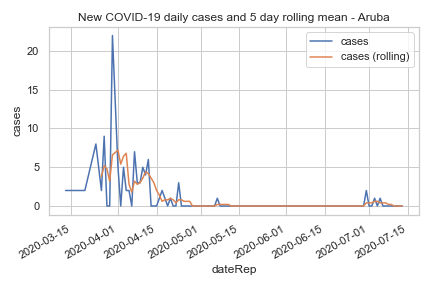 New COVID-19 daily cases and 5 day rolling mean - Aruba
cases
cases (rolling)
cases
20
15
10
5
0
2020-03-15
2020-04-01
2020-04-15
2020-05-01
2020-05-15
2020-06-01
2020-06-15
2020-07-01
2020-07-15
dateRep